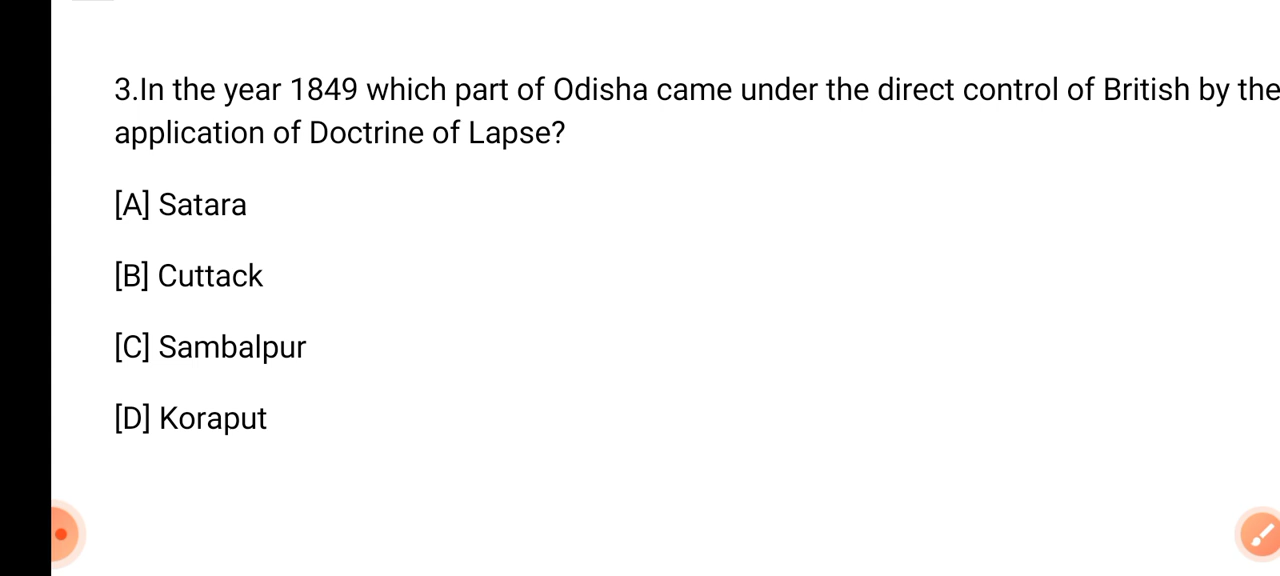 3.In the year 1849 which part of Odisha came under the direct control of British by the
application of Doctrine of Lapse?
[A] Satara
[B] Cuttack
[C] Sambalpur
[D] Koraput